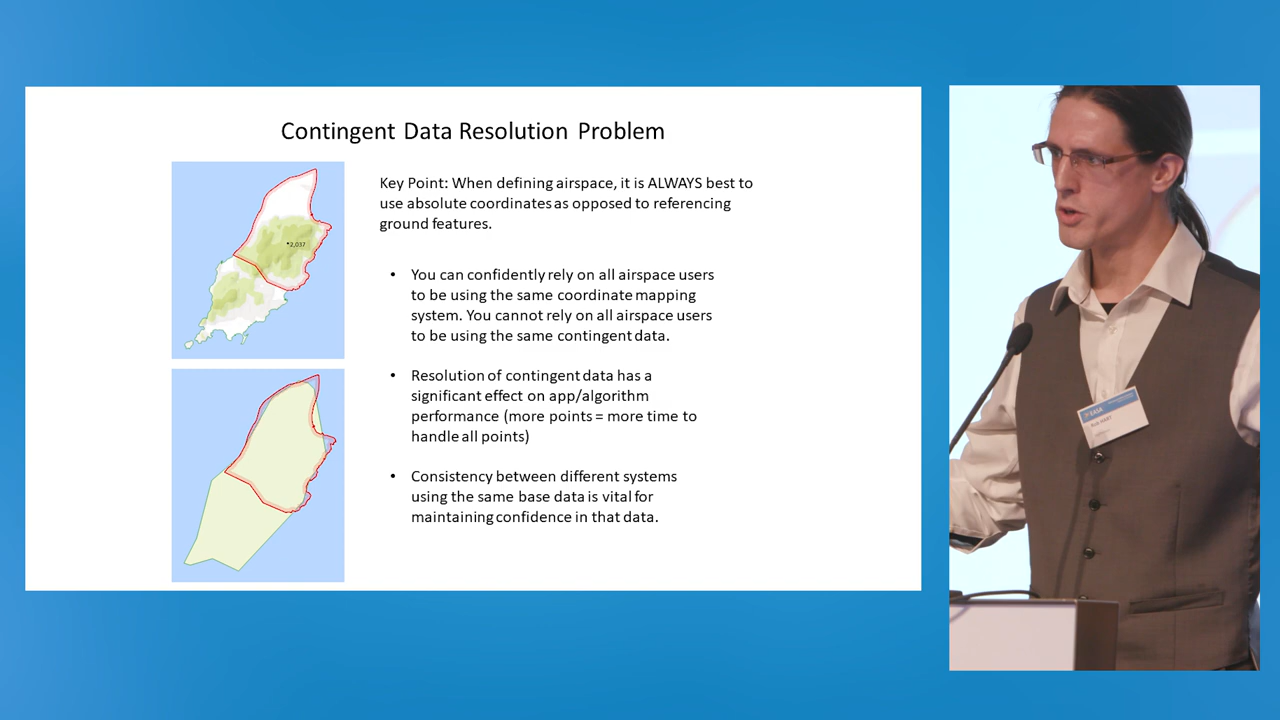 Contingent Data Resolution Problem
2,037
Key Point: When defining airspace, it is ALWAYS best to
use absolute coordinates as opposed to referencing
ground features.
• You can confidently rely on all airspace users
to be using the same coordinate mapping
system. You cannot rely on all airspace users
to be using the same contingent data.
• Resolution of contingent data has a
significant effect on app/algorithm
performance (more points = more time to
handle all points)
• Consistency between different systems
using the same base data is vital for
maintaining confidence in that data.
EASA